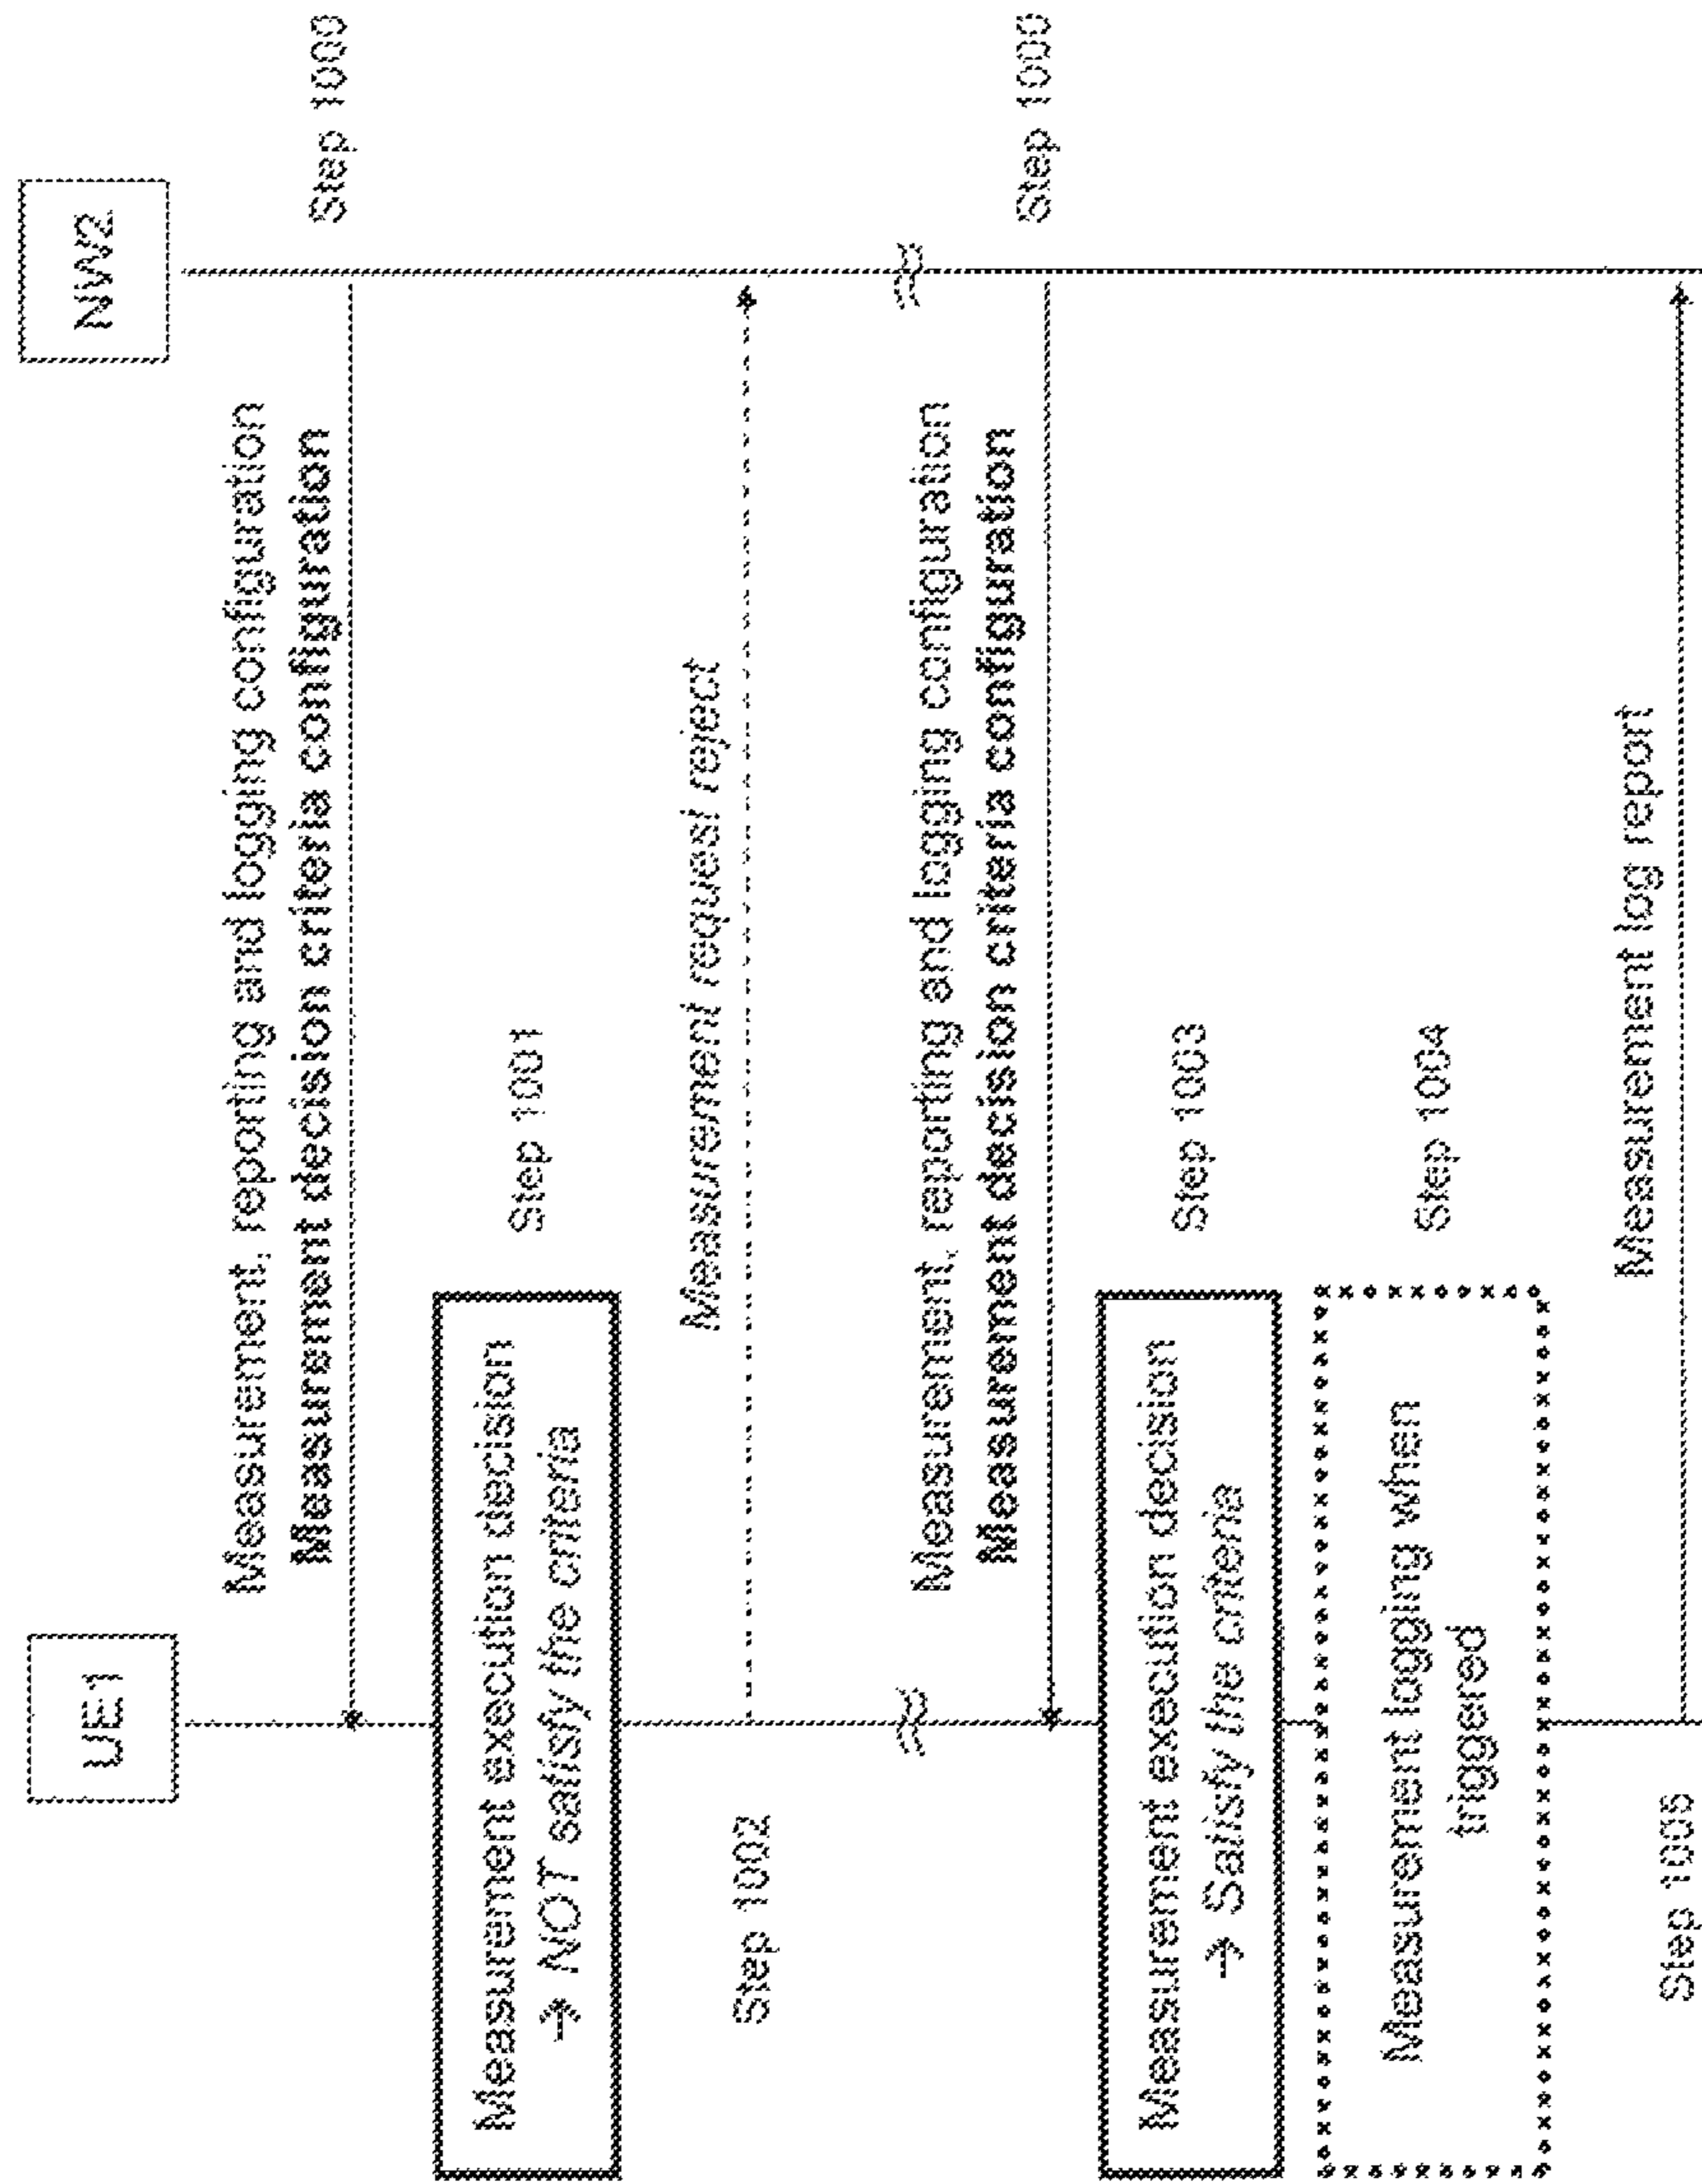 UE1
NW2
Measurement, reporting and logging configuration
Measurement decision criteria configuration
Step 1000
Measurement execution decision
→ NOT satisfy the criteria
Step 1001
Measurement request reject
Step 1002
Measurement, reporting and logging configuration
Measurement decision criteria configuration
Step 1000
Measurement execution decision
→ Satisfy the criteria
Step 1003
Measurement logging when
triggered
Step 1004
Measurement log report
Step 1005